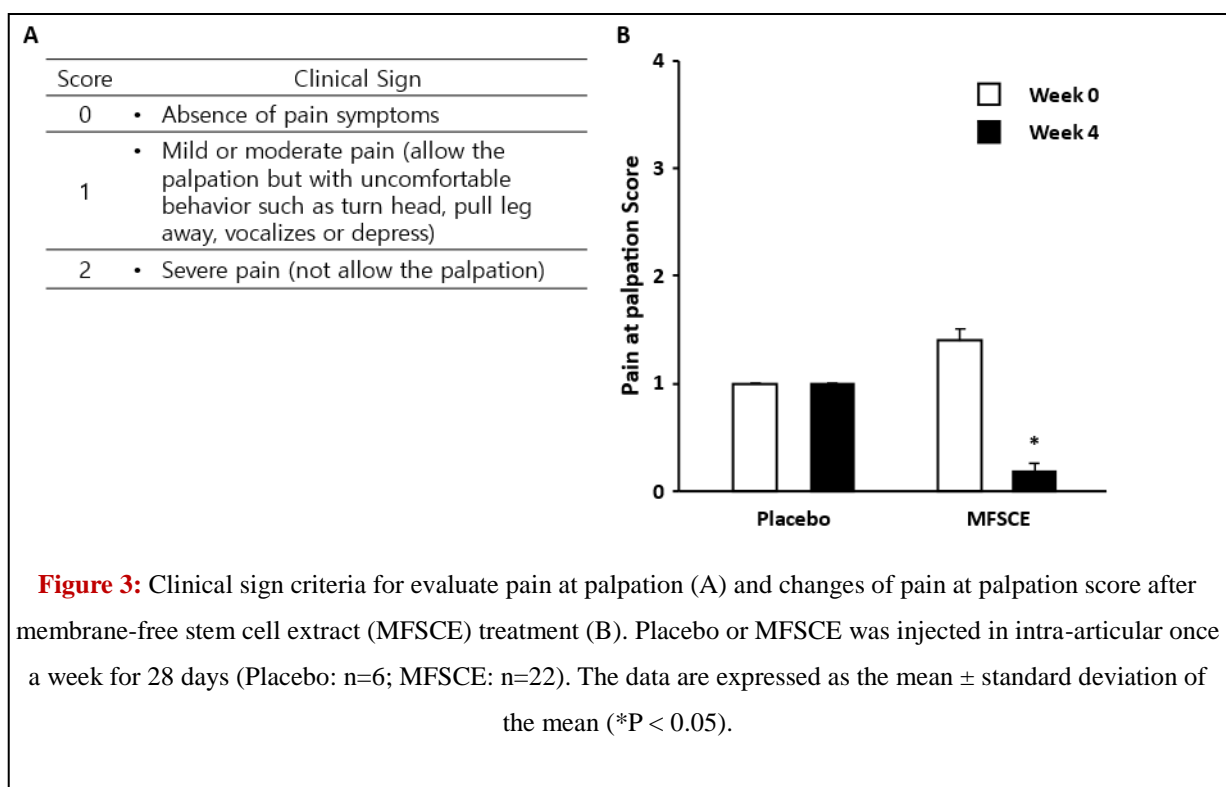 A
Score Clinical Sign
0 • Absence of pain symptoms
1 • Mild or moderate pain (allow the
palpation but with uncomfortable
behavior such as turn head, pull leg
away, vocalizes or depress)
2 • Severe pain (not allow the palpation)
B
Pain at palpation Score
4
3
2
1
0
Week 0
Week 4
*
Placebo MFSCE
Figure 3: Clinical sign criteria for evaluate pain at palpation (A) and changes of pain at palpation score after
membrane-free stem cell extract (MFSCE) treatment (B). Placebo or MFSCE was injected in intra-articular once
a week for 28 days (Placebo: n=6; MFSCE: n=22). The data are expressed as the mean ± standard deviation of
the mean (*P < 0.05).